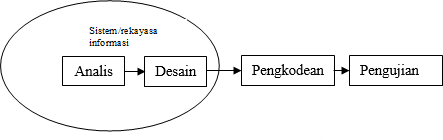 Sistem/rekayasa
informasi
Analis
Desain
Pengkodean
Pengujian